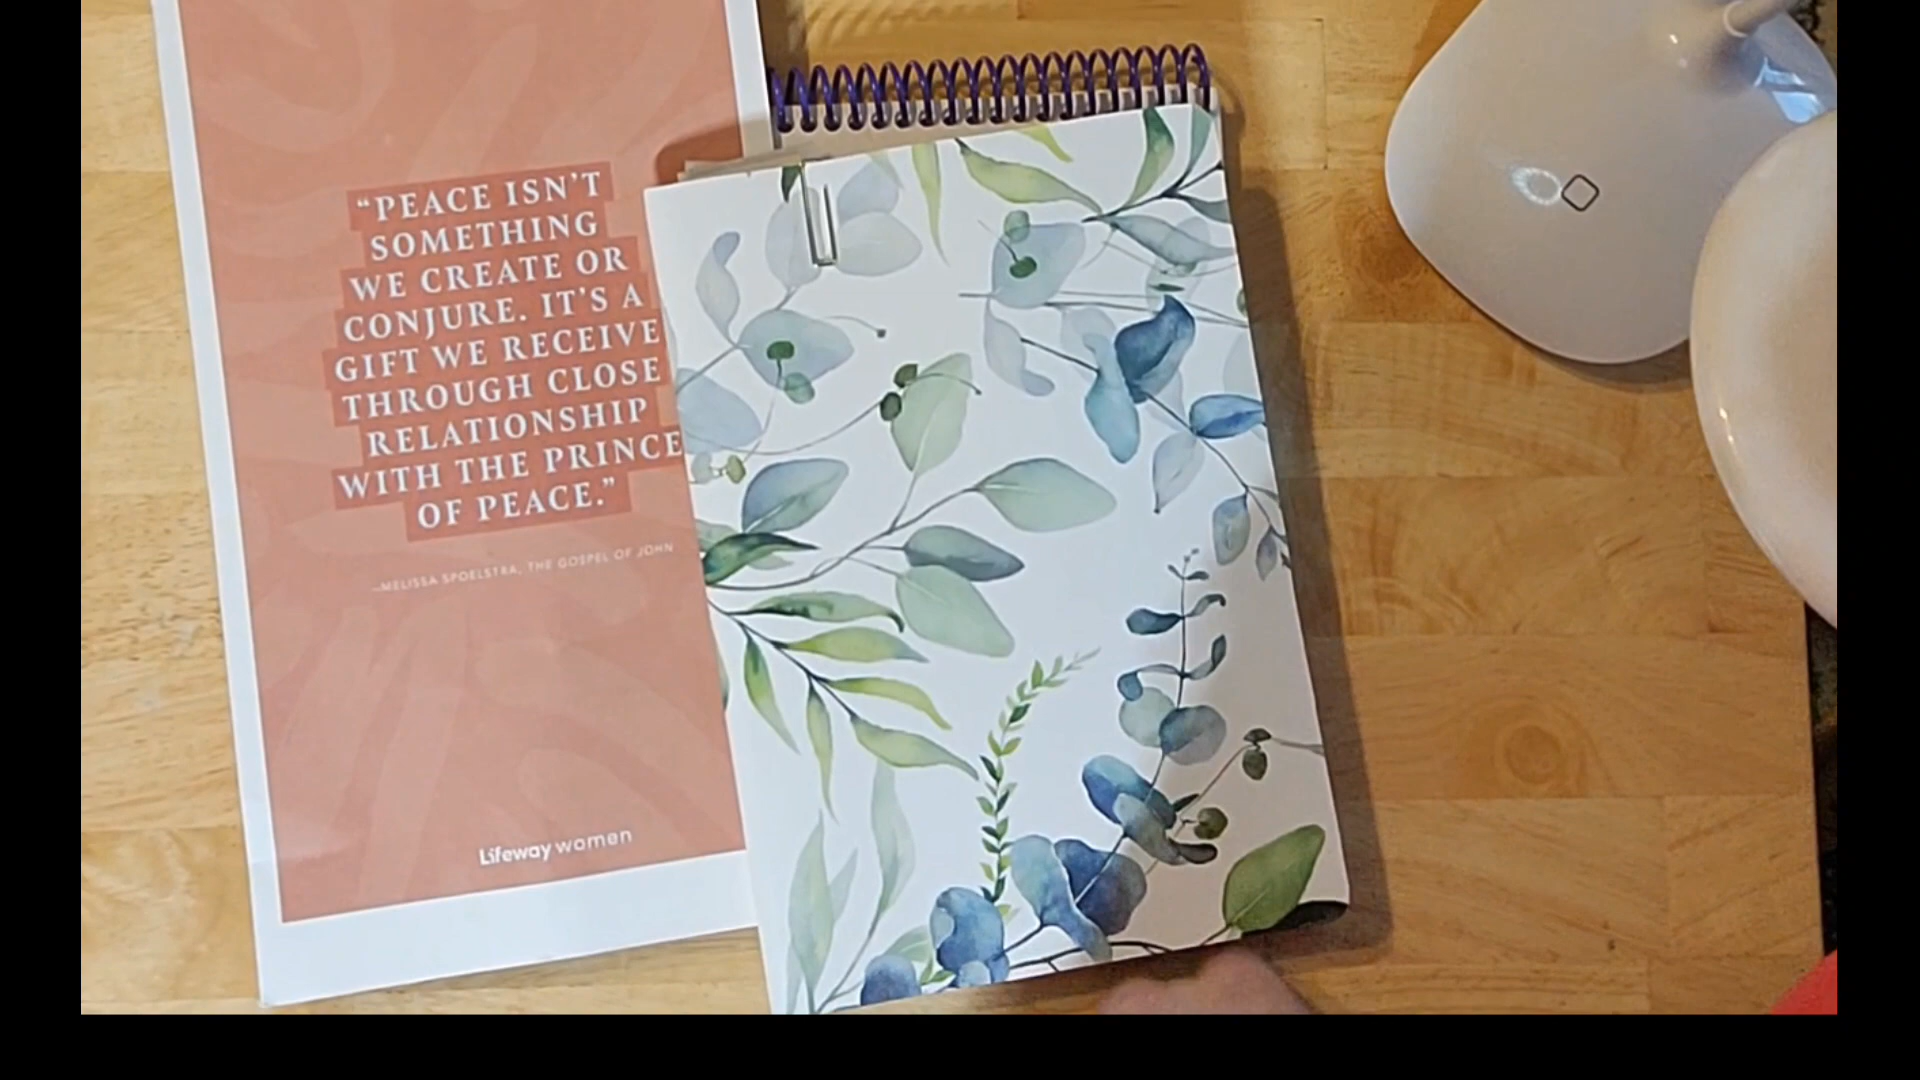 “PEACE ISN’T
SOMETHING
WE CREATE OR
CONJURE. IT’S A
GIFT WE RECEIVE
THROUGH CLOSE
RELATIONSHIP
WITH THE PRINCE
OF PEACE.”
—MELISSA SPOELSTRA, THE GOSPEL OF JOHN
Lifeway women